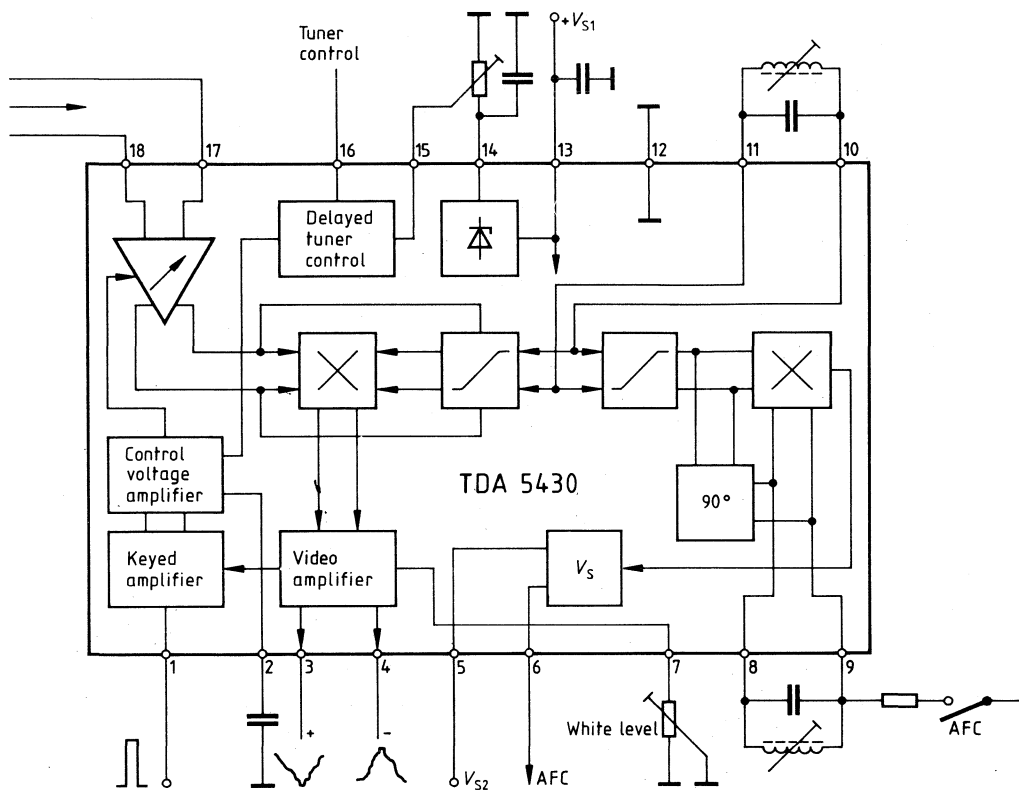 Tuner
control
+VS1
18
17
16
15
14
13
12
11
10
Delayed
tuner
control
Control
voltage
amplifier
TDA 5430
90°
Keyed
amplifier
Video
amplifier
VS
1
2
3
4
5
6
7
8
9
+
−
White level
AFC
VS2
AFC